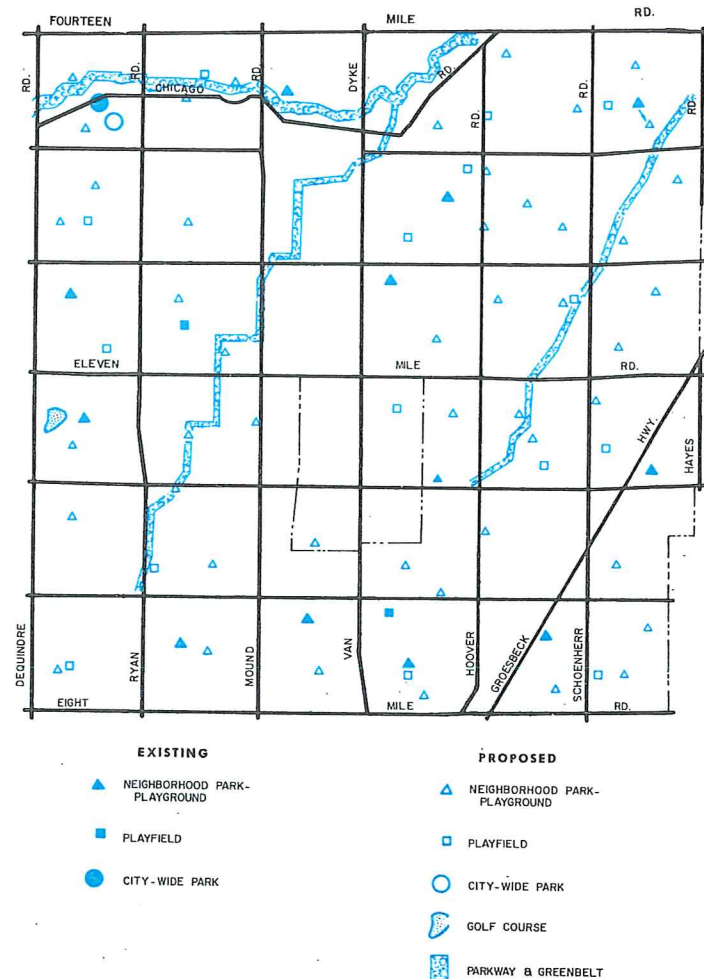 FOURTEEN MILE RD.
RD. RD. RD. DYKE RD. RD. RD. RD.
CHICAGO
ELEVEN MILE RD.
HWY.
HAYES
DEQUINDRE RYAN MOUND VAN HOOVER GROESBECK SCHOENHERR
EIGHT MILE RD.
EXISTING
NEIGHBORHOOD PARK-
PLAYGROUND
PLAYFIELD
CITY-WIDE PARK
PROPOSED
NEIGHBORHOOD PARK-
PLAYGROUND
PLAYFIELD
CITY-WIDE PARK
GOLF COURSE
PARKWAY & GREENBELT